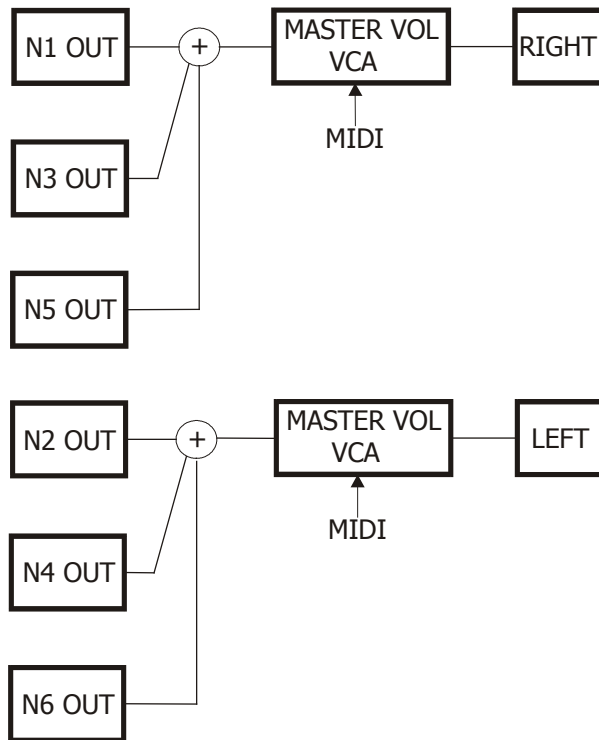 N1 OUT
+
MASTER VOL
VCA
RIGHT
MIDI
N3 OUT
N5 OUT
N2 OUT
+
MASTER VOL
VCA
LEFT
MIDI
N4 OUT
N6 OUT